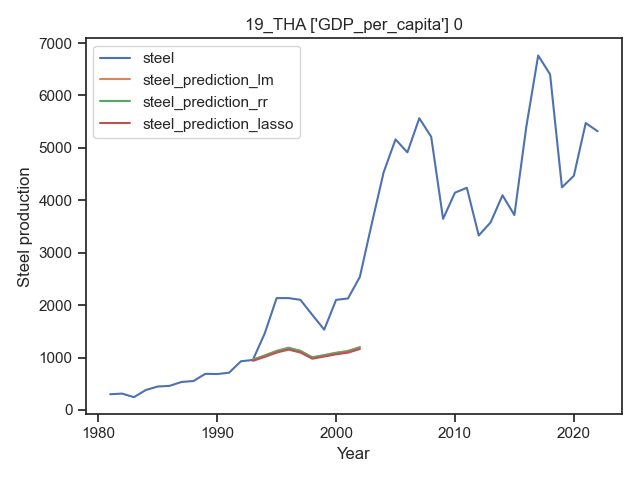 19_THA ['GDP_per_capita'] 0
steel
steel_prediction_lm
steel_prediction_rr
steel_prediction_lasso
Steel production
7000
6000
5000
4000
3000
2000
1000
0
1980
1990
2000
2010
2020
Year